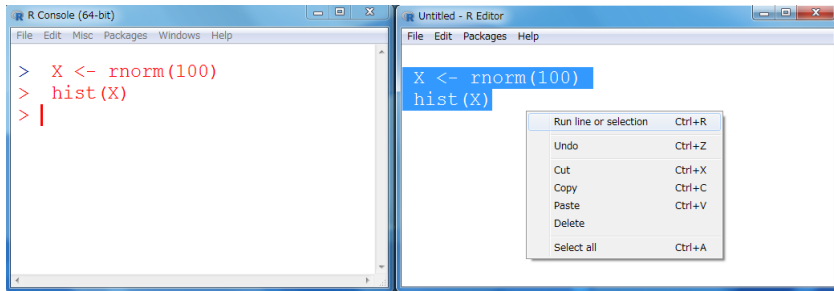 R Console (64-bit)
File Edit Misc Packages Windows Help
> X <- rnorm(100)
> hist(X)
>
R Untitled - R Editor
File Edit Packages Help
X <- rnorm(100)
hist(X)
Run line or selection Ctrl+R
Undo Ctrl+Z
Cut Ctrl+X
Copy Ctrl+C
Paste Ctrl+V
Delete
Select all Ctrl+A